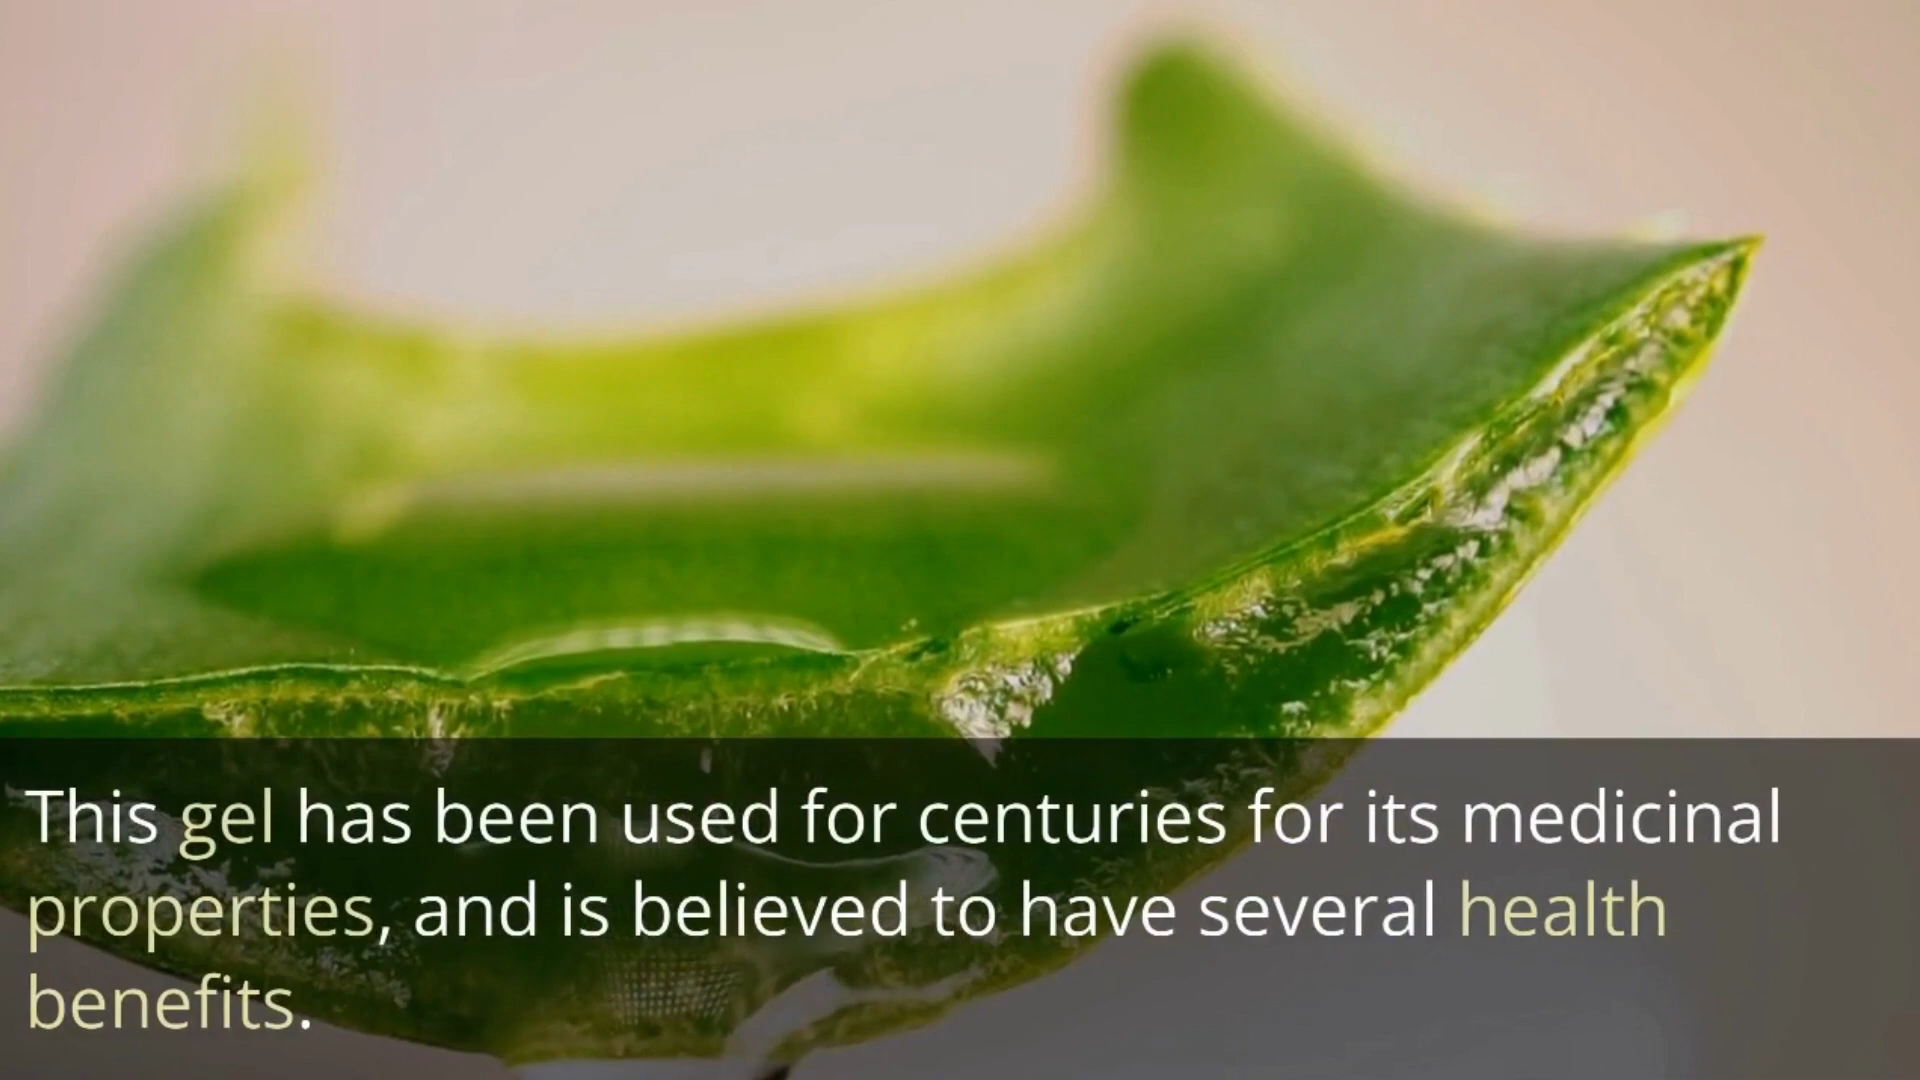 This gel has been used for centuries for its medicinal
properties, and is believed to have several health
benefits.